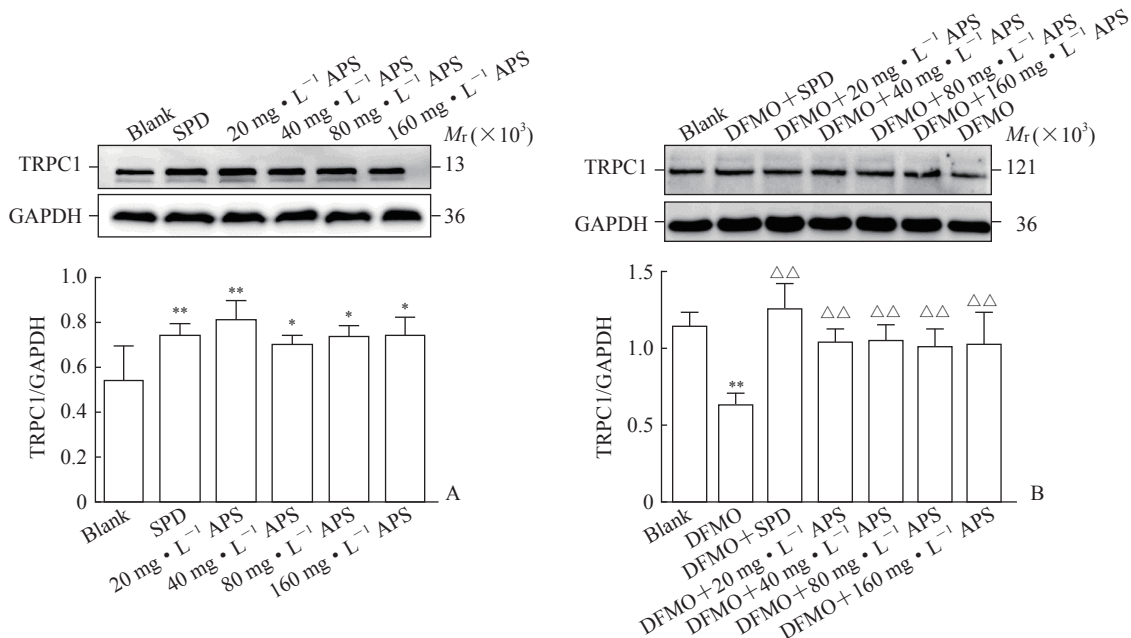 Blank
SPD
20 mg • L⁻¹ APS
40 mg • L⁻¹ APS
80 mg • L⁻¹ APS
160 mg • L⁻¹ APS
Mr (×10³)
TRPC1
13
GAPDH
36
TRPC1/GAPDH
1.0
0.8
0.6
0.4
0.2
0
**
**
*
*
*
A
Blank
SPD
20 mg • L⁻¹ APS
40 mg • L⁻¹ APS
80 mg • L⁻¹ APS
160 mg • L⁻¹ APS
Blank
DFMO+SPD
DFMO+20 mg • L⁻¹ APS
DFMO+40 mg • L⁻¹ APS
DFMO+80 mg • L⁻¹ APS
DFMO+160 mg • L⁻¹ APS
DFMO
Mr (×10³)
TRPC1
121
GAPDH
36
TRPC1/GAPDH
1.5
1.0
0.5
0
**
△△
△△
△△
△△
△△
B
Blank
DFMO
DFMO+SPD
DFMO+20 mg • L⁻¹ APS
DFMO+40 mg • L⁻¹ APS
DFMO+80 mg • L⁻¹ APS
DFMO+160 mg • L⁻¹ APS